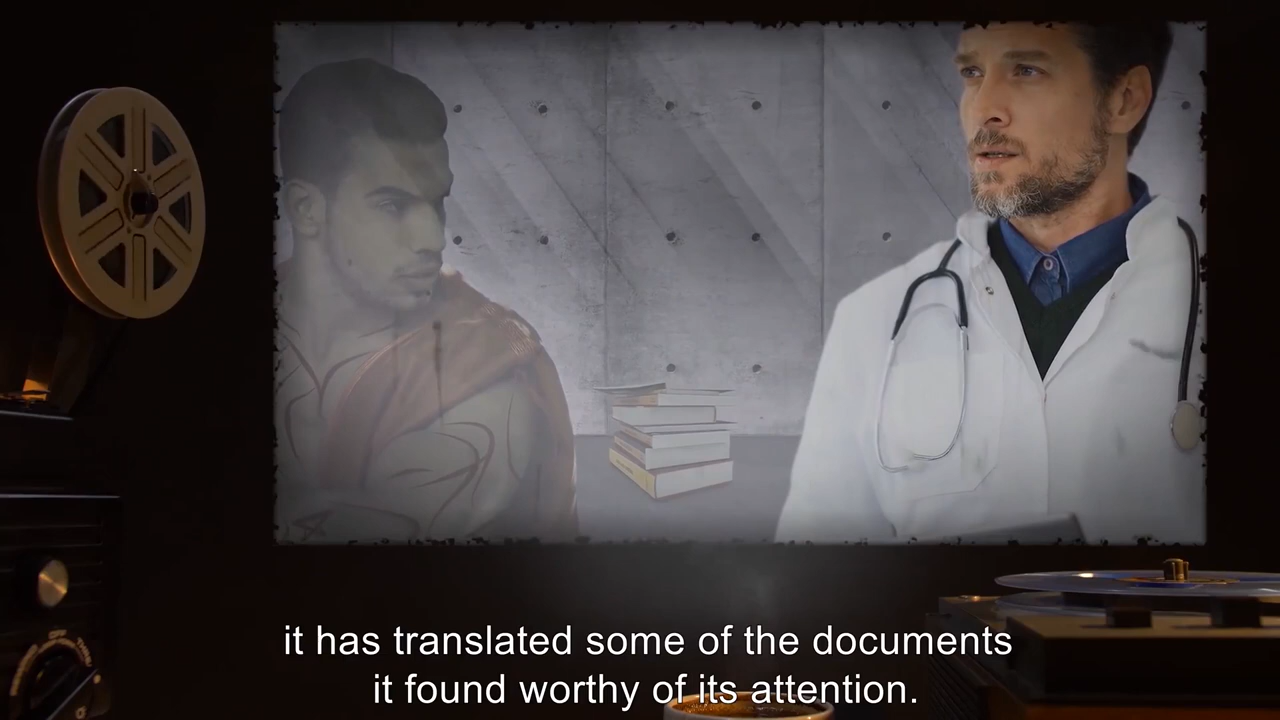 it has translated some of the documents
it found worthy of its attention.